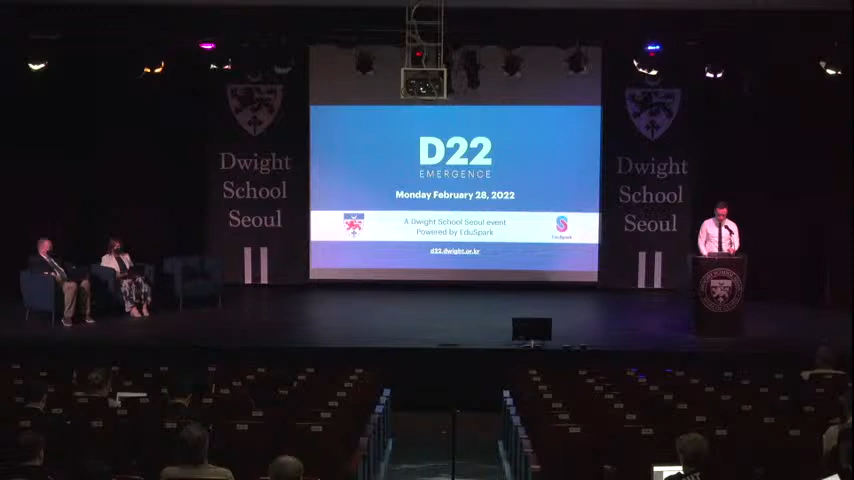 D22
EMERGENCE
Monday February 28, 2022
A Dwight School Seoul event
Powered by EduSpark
EduSpark
d22.dwight.or.kr
Dwight
School
Seoul
Dwight
School
Seoul